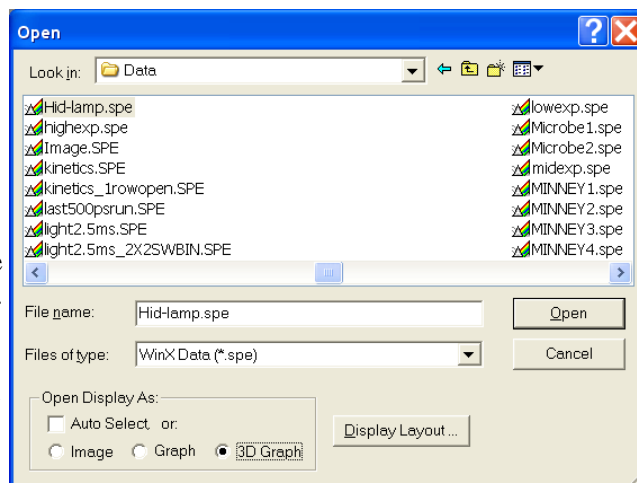 Open
Look in: Data
Hid-lamp.spe
highexp.spe
Image.SPE
kinetics.SPE
kinetics_1rowopen.SPE
last500psrun.SPE
light2.5ms.SPE
light2.5ms_2X2SWBIN.SPE
lowexp.spe
Microbe1.spe
Microbe2.spe
midexp.spe
MINNEY1.spe
MINNEY2.spe
MINNEY3.spe
MINNEY4.spe
File name: Hid-lamp.spe Open
Files of type: WinX Data (*.spe) Cancel
Open Display As:
Auto Select or:
Image Graph 3D Graph
Display Layout ...